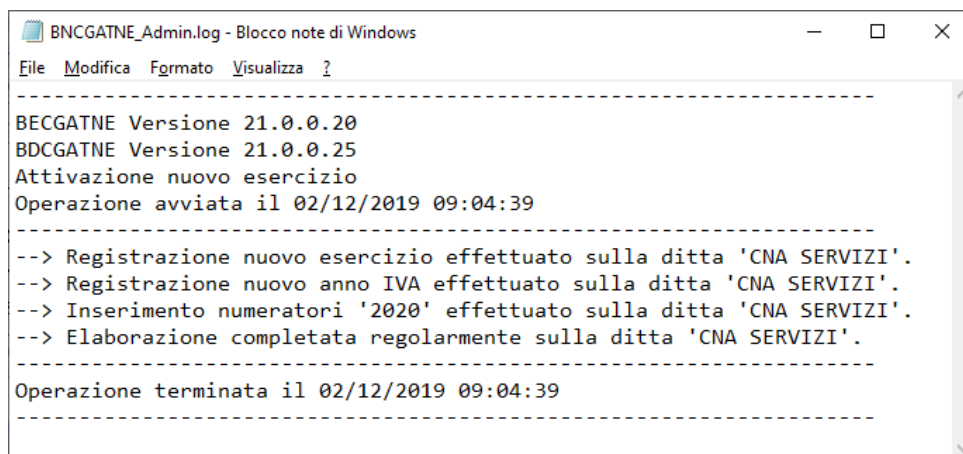 BNCGATNE_Admin.log - Blocco note di Windows
File Modifica Formato Visualizza ?
-------------------------------------------------------------------
BECGATNE Versione 21.0.0.20
BDCGATNE Versione 21.0.0.25
Attivazione nuovo esercizio
Operazione avviata il 02/12/2019 09:04:39
-------------------------------------------------------------------
--> Registrazione nuovo esercizio effettuato sulla ditta 'CNA SERVIZI'.
--> Registrazione nuovo anno IVA effettuato sulla ditta 'CNA SERVIZI'.
--> Inserimento numeratori '2020' effettuato sulla ditta 'CNA SERVIZI'.
--> Elaborazione completata regolarmente sulla ditta 'CNA SERVIZI'.
-------------------------------------------------------------------
Operazione terminata il 02/12/2019 09:04:39
-------------------------------------------------------------------